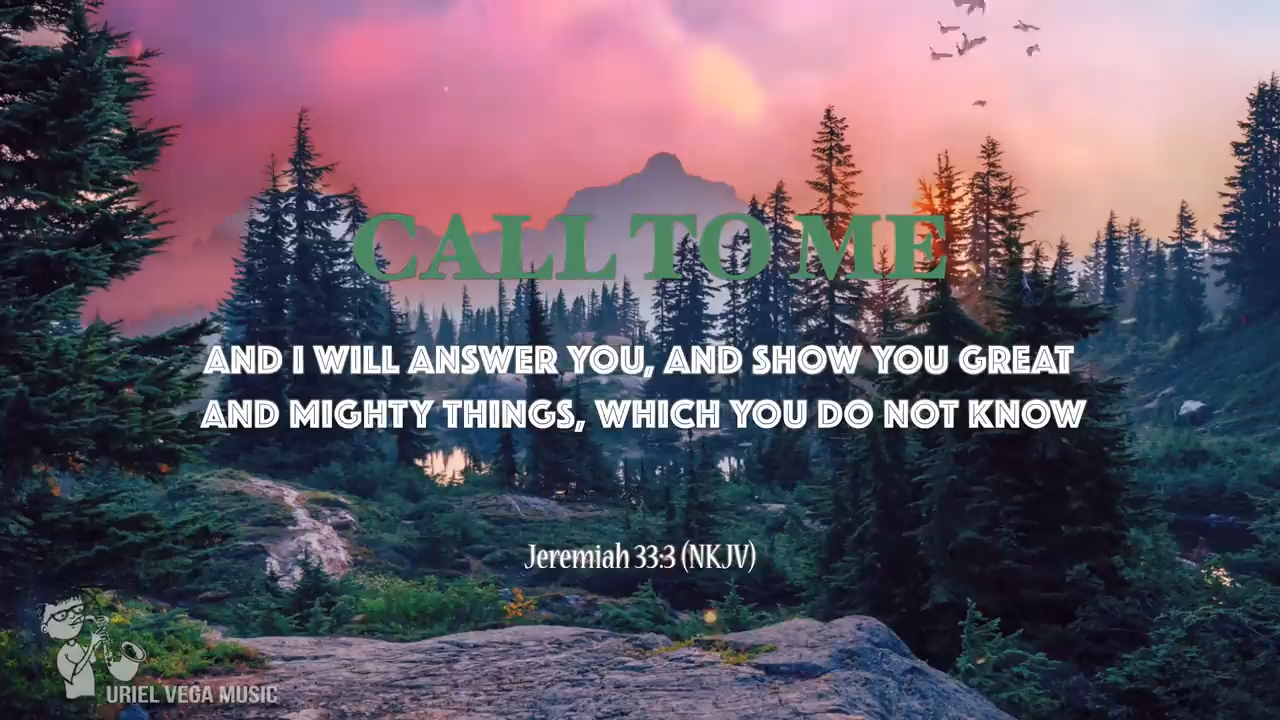 CALL TO ME
AND I WILL ANSWER YOU, AND SHOW YOU GREAT
AND MIGHTY THINGS, WHICH YOU DO NOT KNOW
Jeremiah 33:3 (NKJV)
URIEL VEGA MUSIC